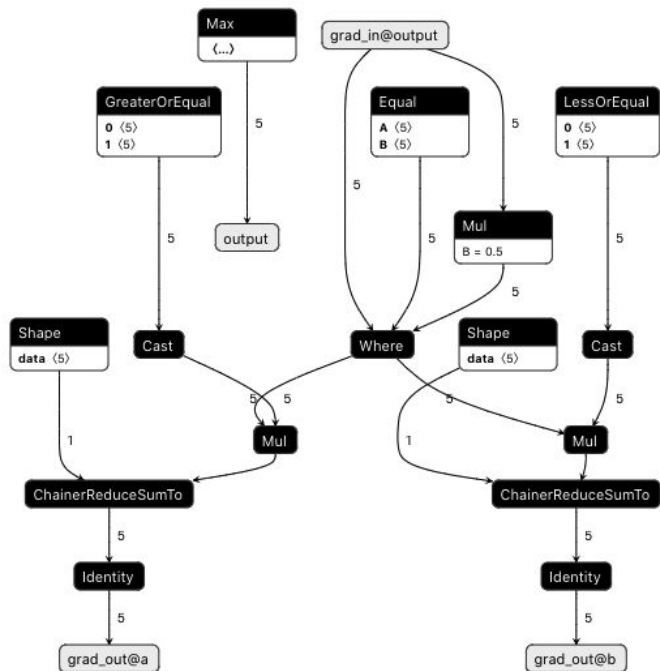 Max
⟨...⟩
grad_in@output
GreaterOrEqual
0 ⟨5⟩
1 ⟨5⟩
5
Equal
A ⟨5⟩
B ⟨5⟩
LessOrEqual
0 ⟨5⟩
1 ⟨5⟩
5
5
Mul
B = 0.5
5
output
5
5
5
5
Shape
data ⟨5⟩
Cast
Where
Shape
data ⟨5⟩
Cast
5
5
5
5
1
Mul
1
Mul
ChainerReduceSumTo
ChainerReduceSumTo
5
5
Identity
Identity
5
5
grad_out@a
grad_out@b